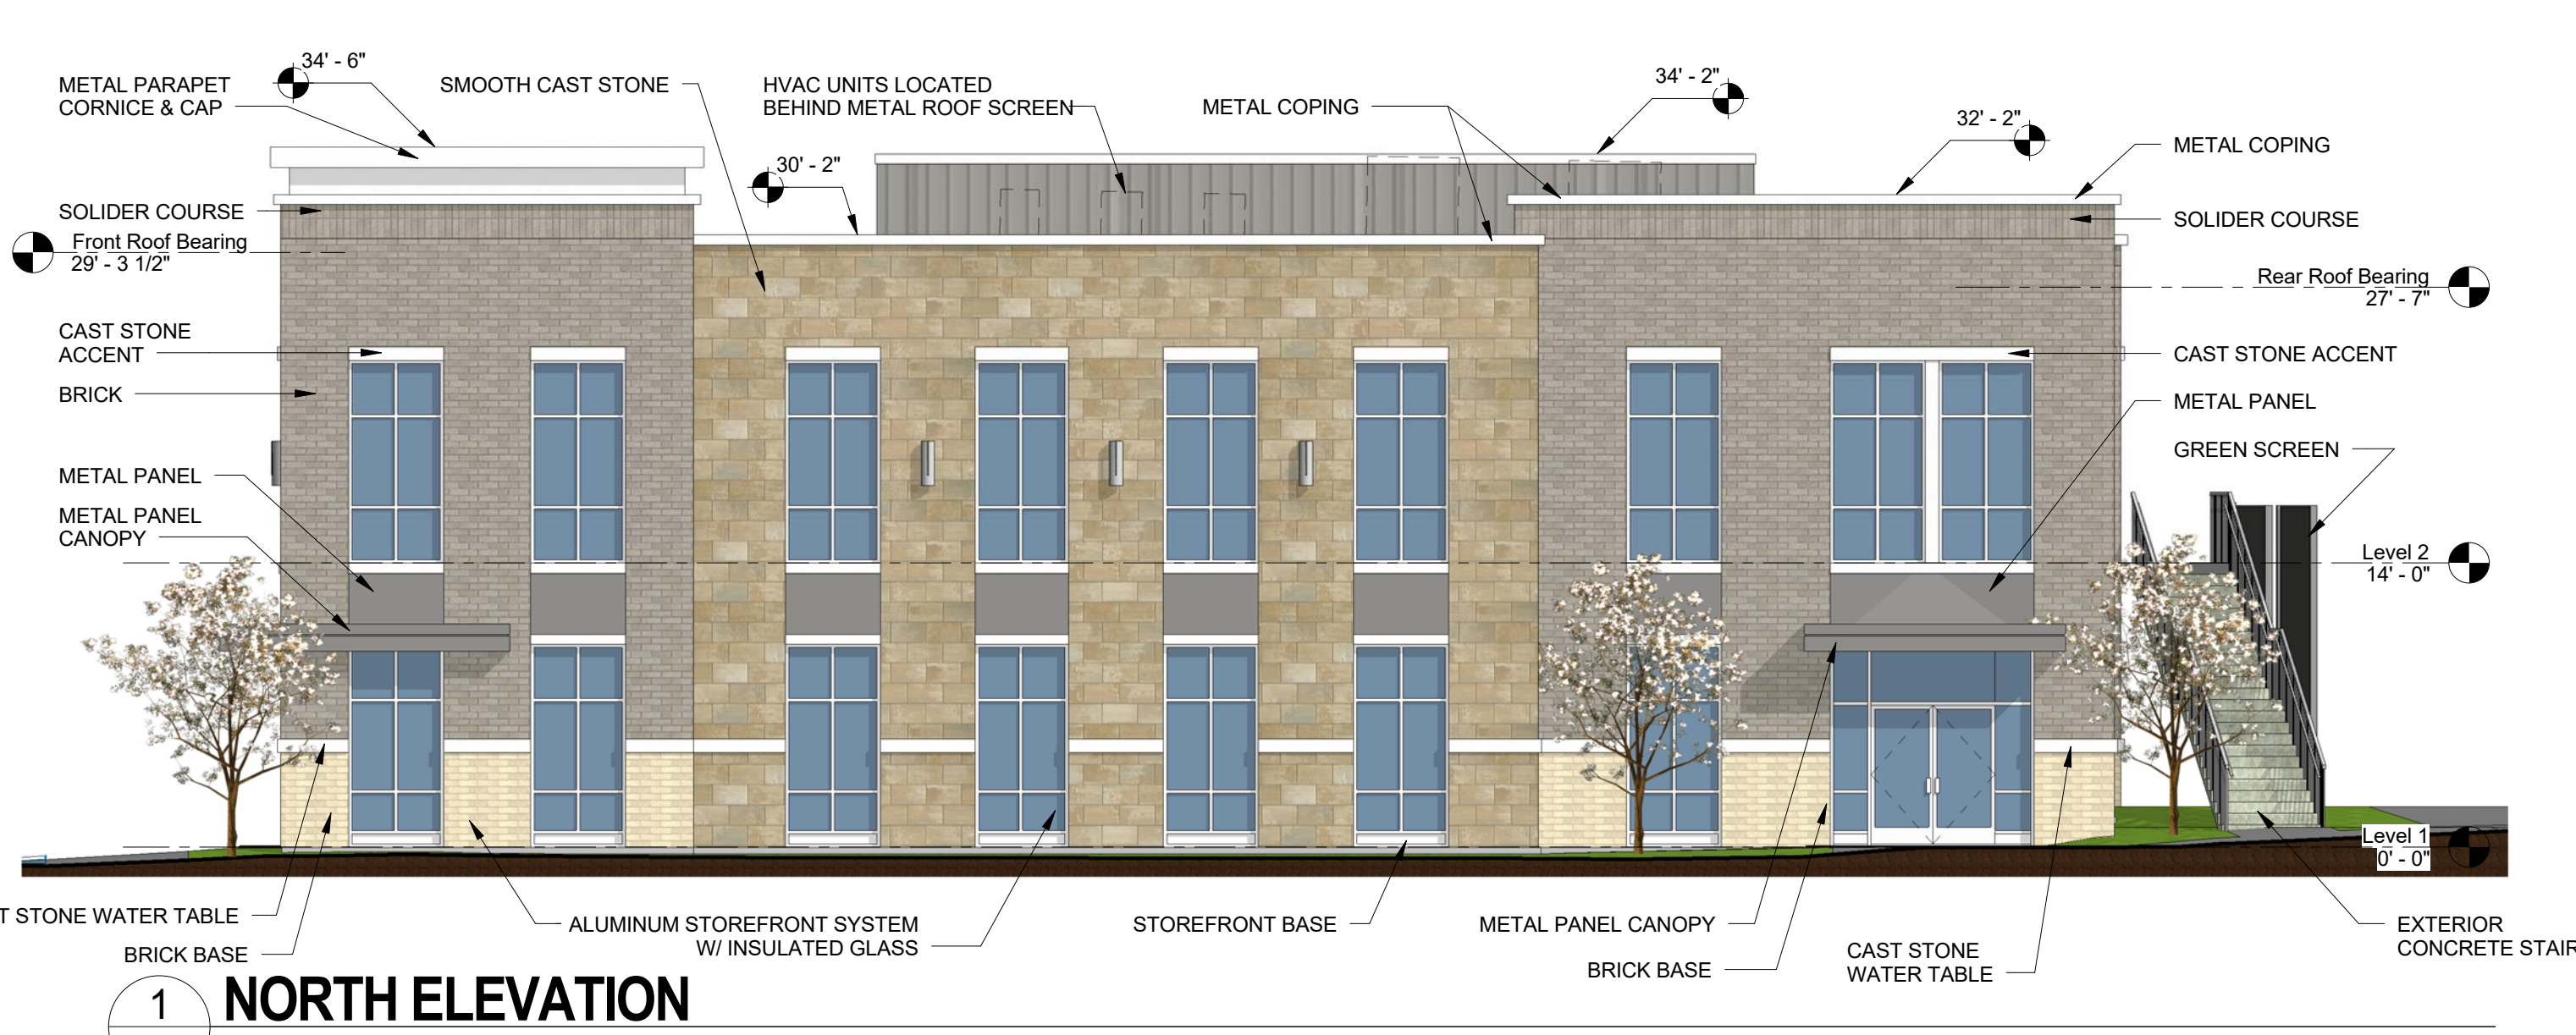 34' - 6"
METAL PARAPET
CORNICE & CAP
SMOOTH CAST STONE
HVAC UNITS LOCATED
BEHIND METAL ROOF SCREEN
METAL COPING
34' - 2"
32' - 2"
METAL COPING
30' - 2"
SOLIDER COURSE
SOLIDER COURSE
Front Roof Bearing
29' - 3 1/2"
Rear Roof Bearing
27' - 7"
CAST STONE
ACCENT
CAST STONE ACCENT
BRICK
METAL PANEL
GREEN SCREEN
METAL PANEL
METAL PANEL
CANOPY
Level 2
14' - 0"
Level 1
0' - 0"
T STONE WATER TABLE
BRICK BASE
ALUMINUM STOREFRONT SYSTEM
W/ INSULATED GLASS
STOREFRONT BASE
METAL PANEL CANOPY
BRICK BASE
CAST STONE
WATER TABLE
EXTERIOR
CONCRETE STAIR
1
NORTH ELEVATION